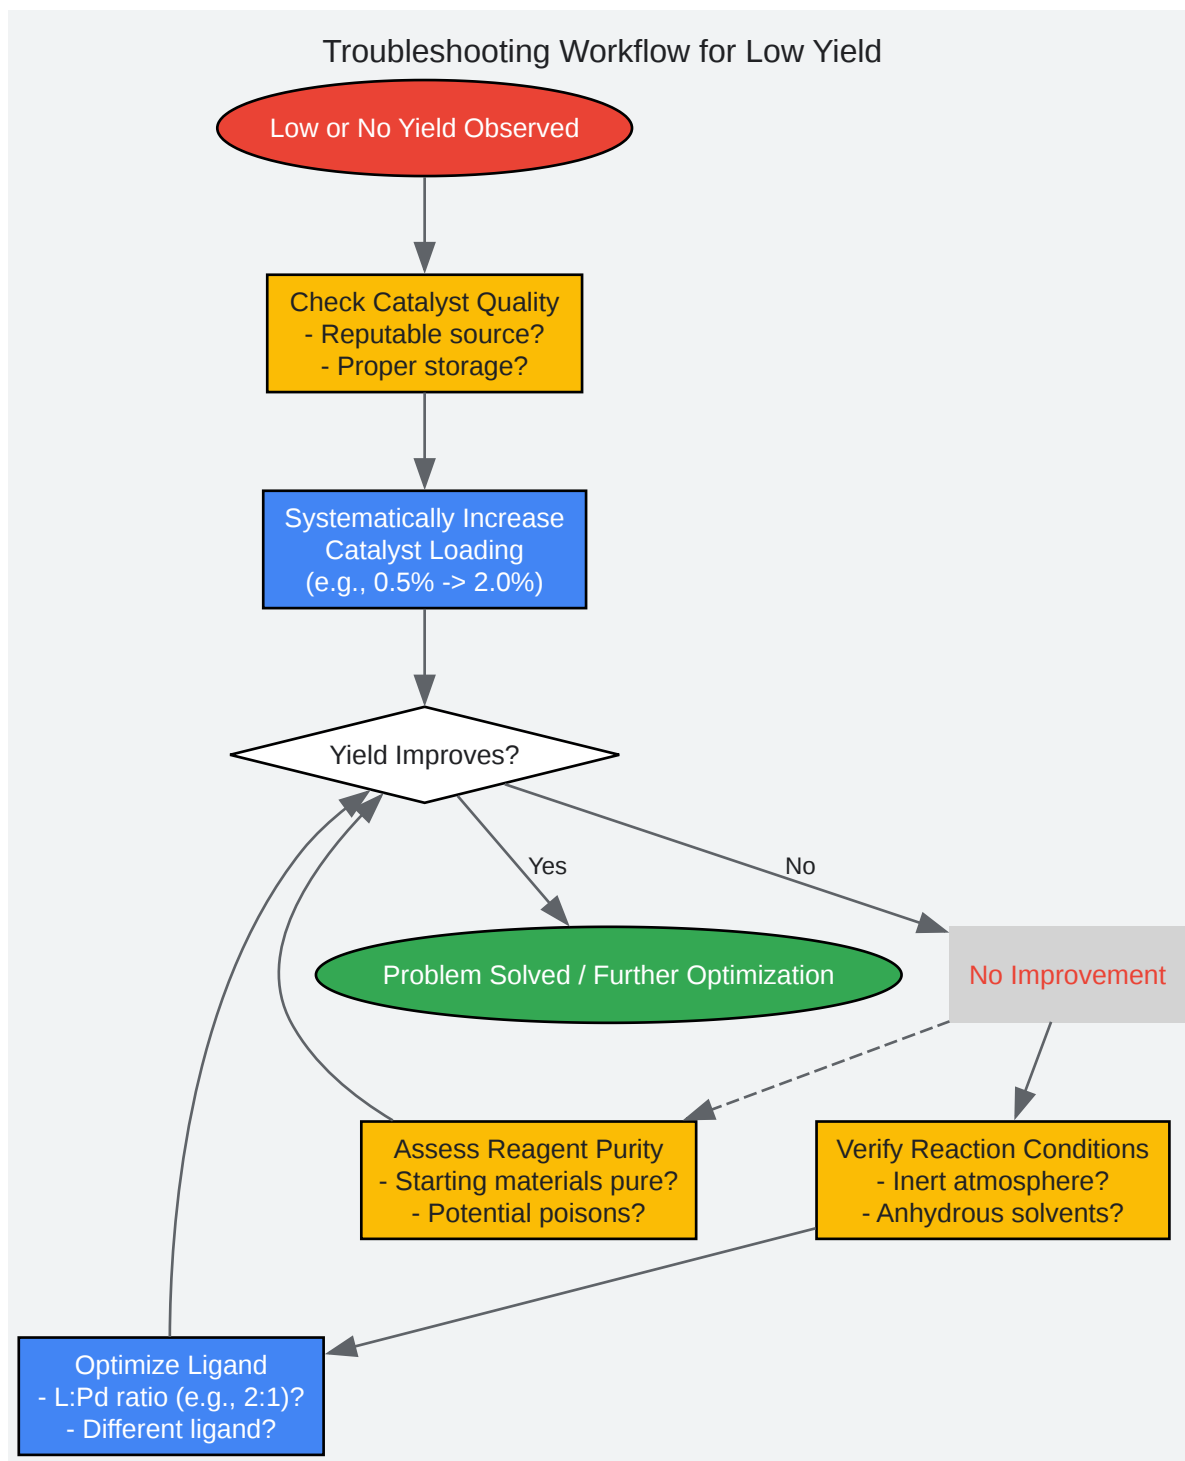 Troubleshooting Workflow for Low Yield
Low or No Yield Observed
Check Catalyst Quality
- Reputable source?
- Proper storage?
Systematically Increase
Catalyst Loading
(e.g., 0.5% -> 2.0%)
Yield Improves?
Yes
No
Problem Solved / Further Optimization
No Improvement
Assess Reagent Purity
- Starting materials pure?
- Potential poisons?
Verify Reaction Conditions
- Inert atmosphere?
- Anhydrous solvents?
Optimize Ligand
- L:Pd ratio (e.g., 2:1)?
- Different ligand?